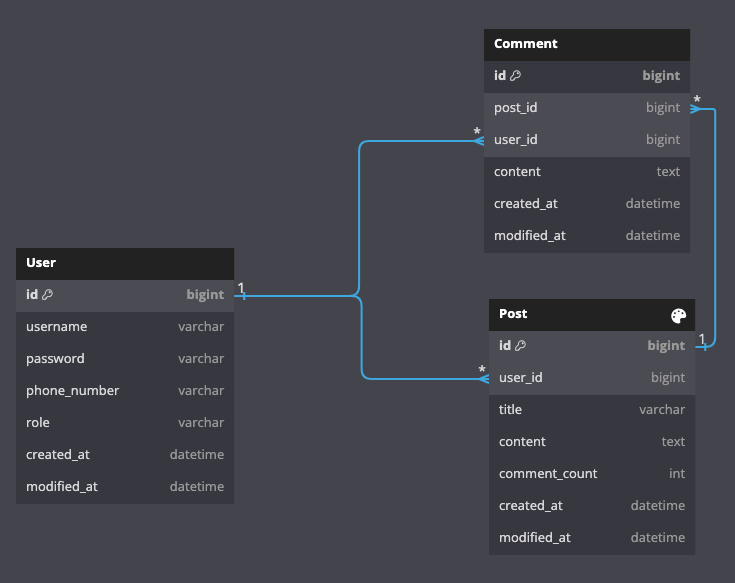 Comment
id bigint
post_id bigint
user_id bigint
content text
created_at datetime
modified_at datetime
*
*
User
id bigint
username varchar
password varchar
phone_number varchar
role varchar
created_at datetime
modified_at datetime
1
Post
id bigint
user_id bigint
title varchar
content text
comment_count int
created_at datetime
modified_at datetime
1
*